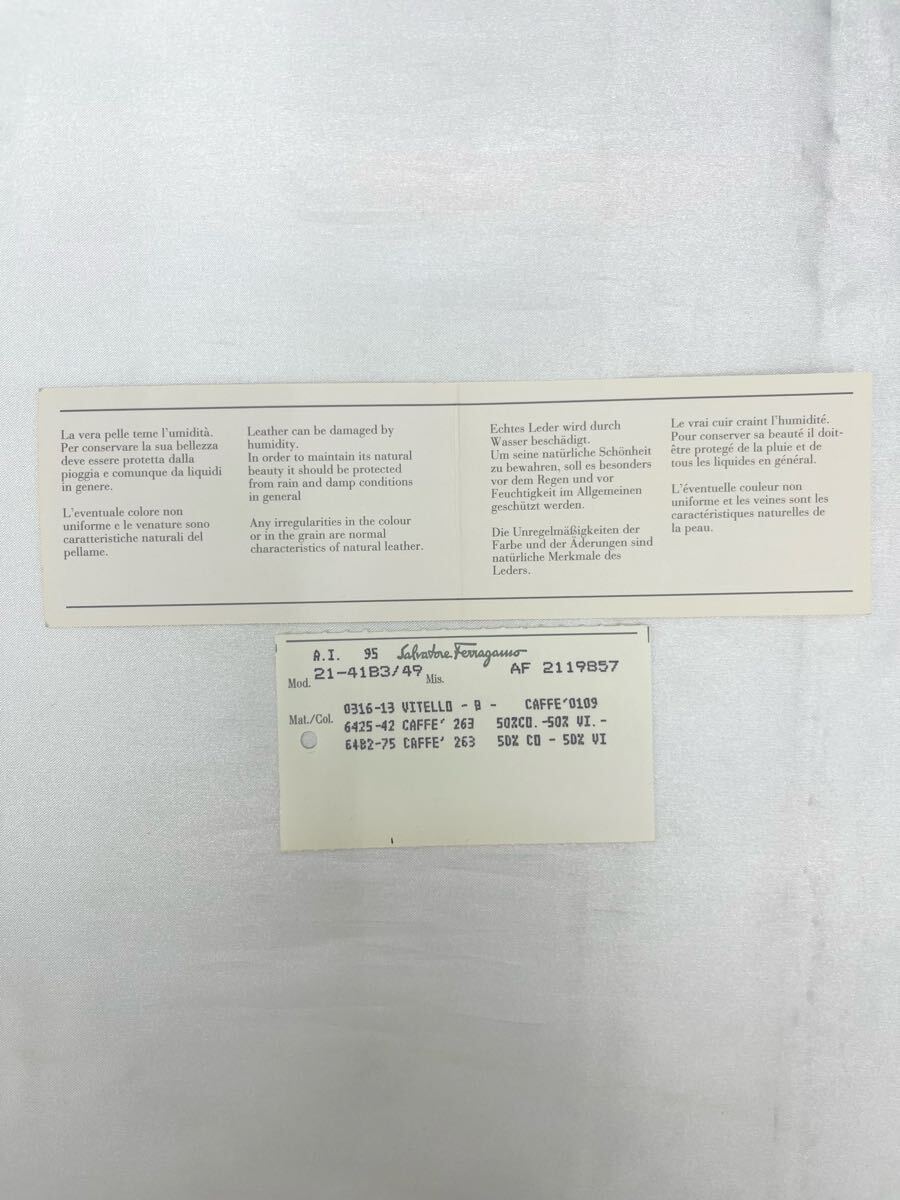 La vera pelle teme l'umidità.
Per conservare la sua bellezza
deve essere protetta dalla
pioggia e comunque da liquidi
in genere.
L'eventuale colore non
uniforme e le venature sono
caratteristiche naturali del
pellame.
Leather can be damaged by
humidity.
In order to maintain its natural
beauty it should be protected
from rain and damp conditions
in general
Any irregularities in the colour
or in the grain are normal
characteristics of natural leather.
Echtes Leder wird durch
Wasser beschädigt.
Um seine natürliche Schönheit
zu bewahren, soll es besonders
vor dem Regen und vor
Feuchtigkeit im Allgemeinen
geschützt werden.
Die Unregelmäßigkeiten der
Farbe und der Äderungen sind
natürliche Merkmale des
Leders.
Le vrai cuir craint l'humidité.
Pour conserver sa beauté il doit-
être protegé de la pluie et de
tous les liquides en général.
L'éventuelle couleur non
uniforme et les veines sont les
caractéristiques naturelles de
la peau.
A.I. 95 Salvatore Ferragamo
Mod. 21-4183/49 Mis. AF 2119857
0316-13 VITELLO - B - CAFFE'0109
Mat./Col. 6425-42 CAFFE' 263 50%CO.-50% VI.-
6482-75 CAFFE' 263 50% CO - 50% VI